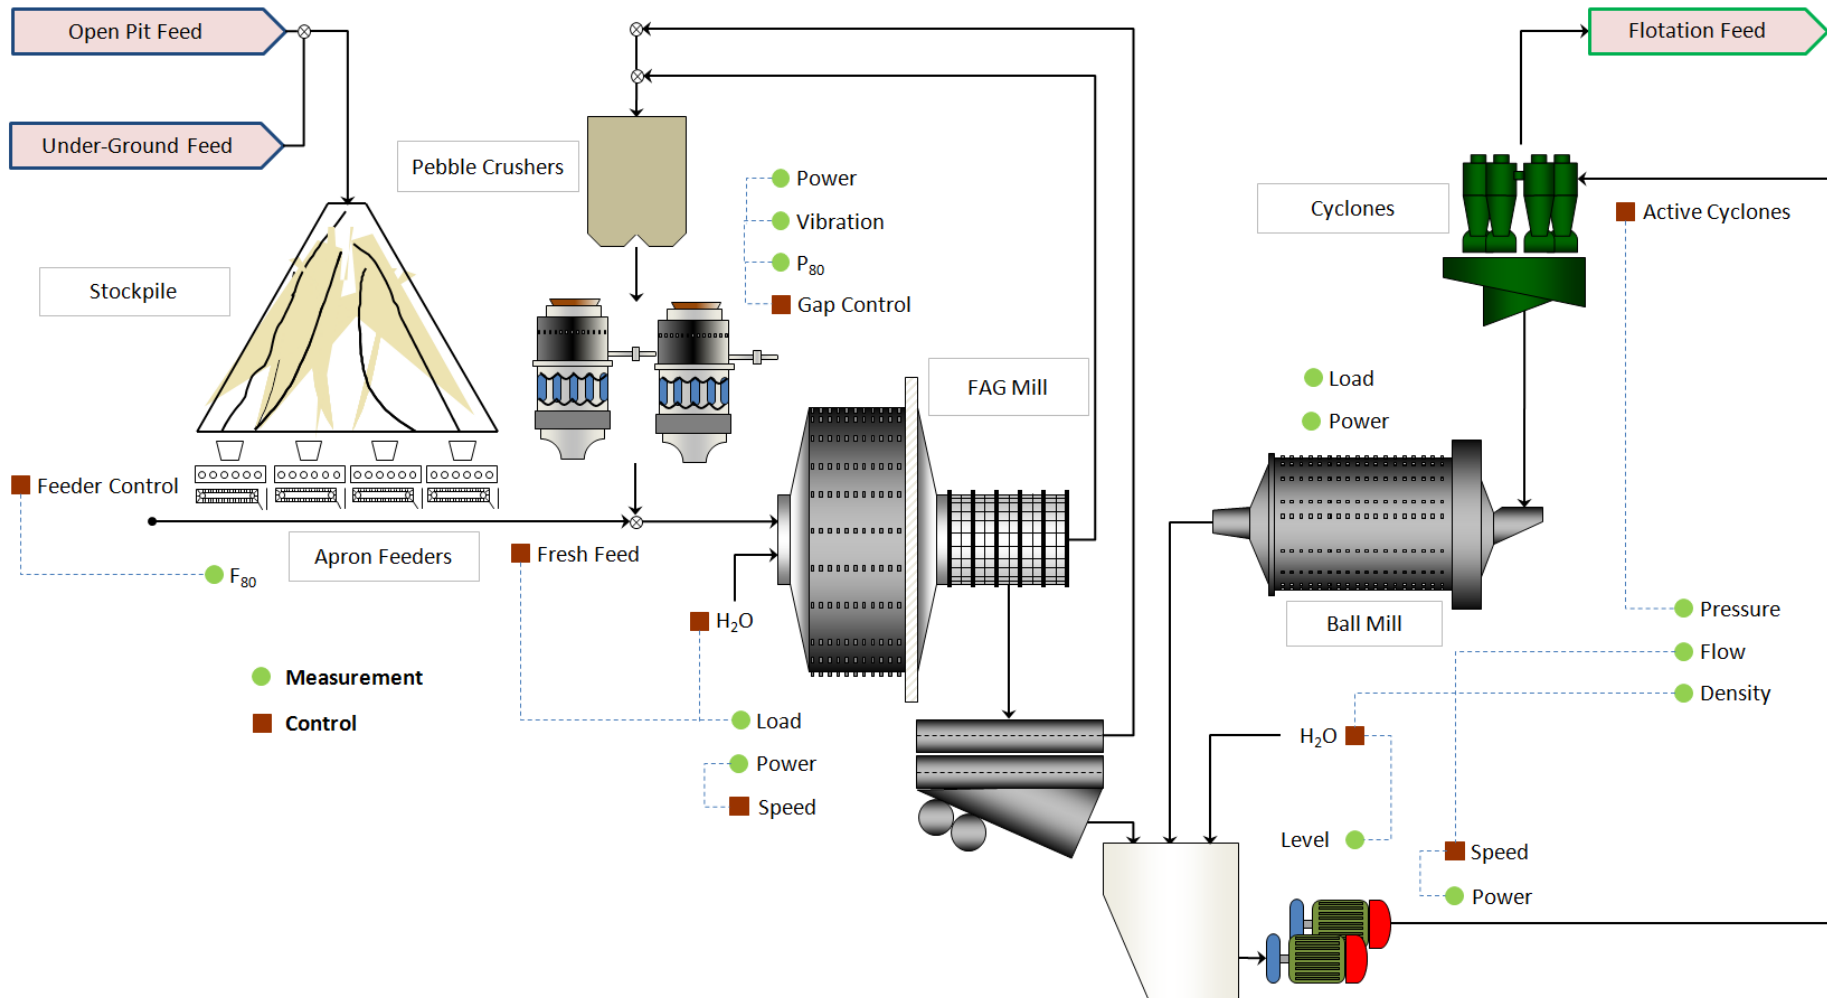 Open Pit Feed
Flotation Feed
Under-Ground Feed
Pebble Crushers
Power
Vibration
P₈₀
Gap Control
Cyclones
Active Cyclones
Stockpile
FAG Mill
Load
Power
Feeder Control
Apron Feeders
Fresh Feed
F₈₀
H₂O
Ball Mill
Pressure
Flow
Density
Measurement
Control
Load
Power
Speed
H₂O
Level
Speed
Power